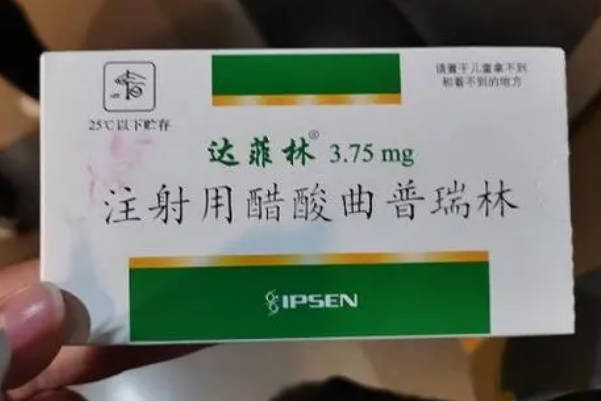 请置于儿童拿不到
和看不到的地方
25℃以下贮存
达菲林® 3.75 mg
注射用醋酸曲普瑞林
IPSEN